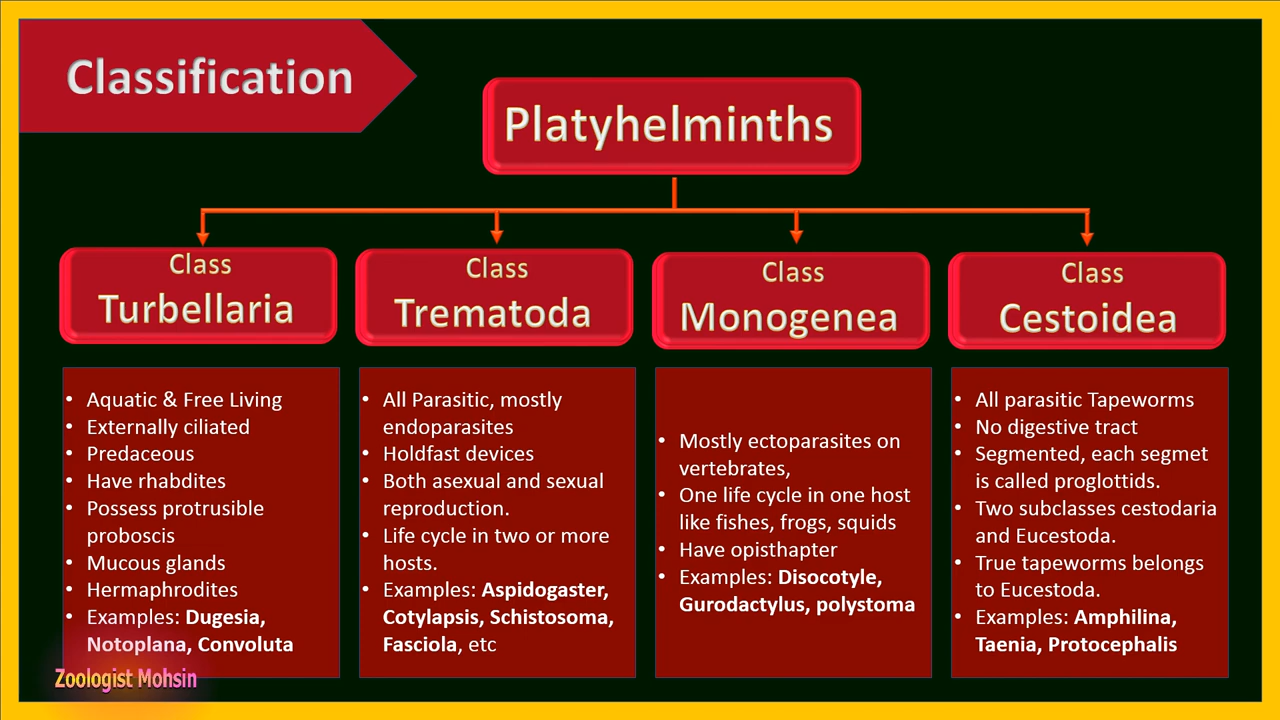 Classification
Platyhelminths
Class
Turbellaria
• Aquatic & Free Living
• Externally ciliated
• Predaceous
• Have rhabdites
• Possess protrusible
proboscis
• Mucous glands
• Hermaphrodites
• Examples: Dugesia,
Notoplana, Convoluta
Class
Trematoda
• All Parasitic, mostly
endoparasites
• Holdfast devices
• Both asexual and sexual
reproduction.
• Life cycle in two or more
hosts.
• Examples: Aspidogaster,
Cotylapsis, Schistosoma,
Fasciola, etc
Class
Monogenea
• Mostly ectoparasites on
vertebrates,
• One life cycle in one host
like fishes, frogs, squids
• Have opisthapter
• Examples: Disocotyle,
Gurodactylus, polystoma
Class
Cestoidea
• All parasitic Tapeworms
• No digestive tract
• Segmented, each segmet
is called proglottids.
• Two subclasses cestodaria
and Eucestoda.
• True tapeworms belongs
to Eucestoda.
• Examples: Amphilina,
Taenia, Protocephalis
Zoologist Mohsin